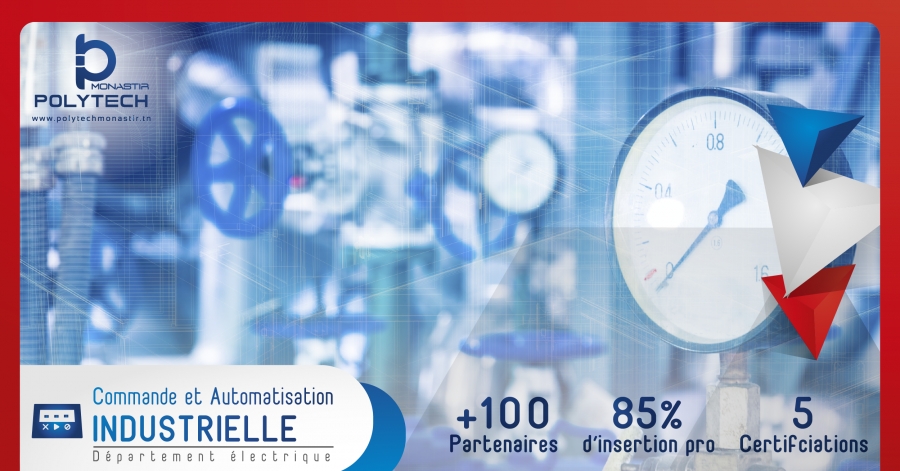 MONASTIR
POLYTECH
www.polytechmonastir.tn
0.8
0.4
0
16
Commande et Automatisation
INDUSTRIELLE
Département électrique
+100
Partenaires
85%
d'insertion pro
5
Certifciations